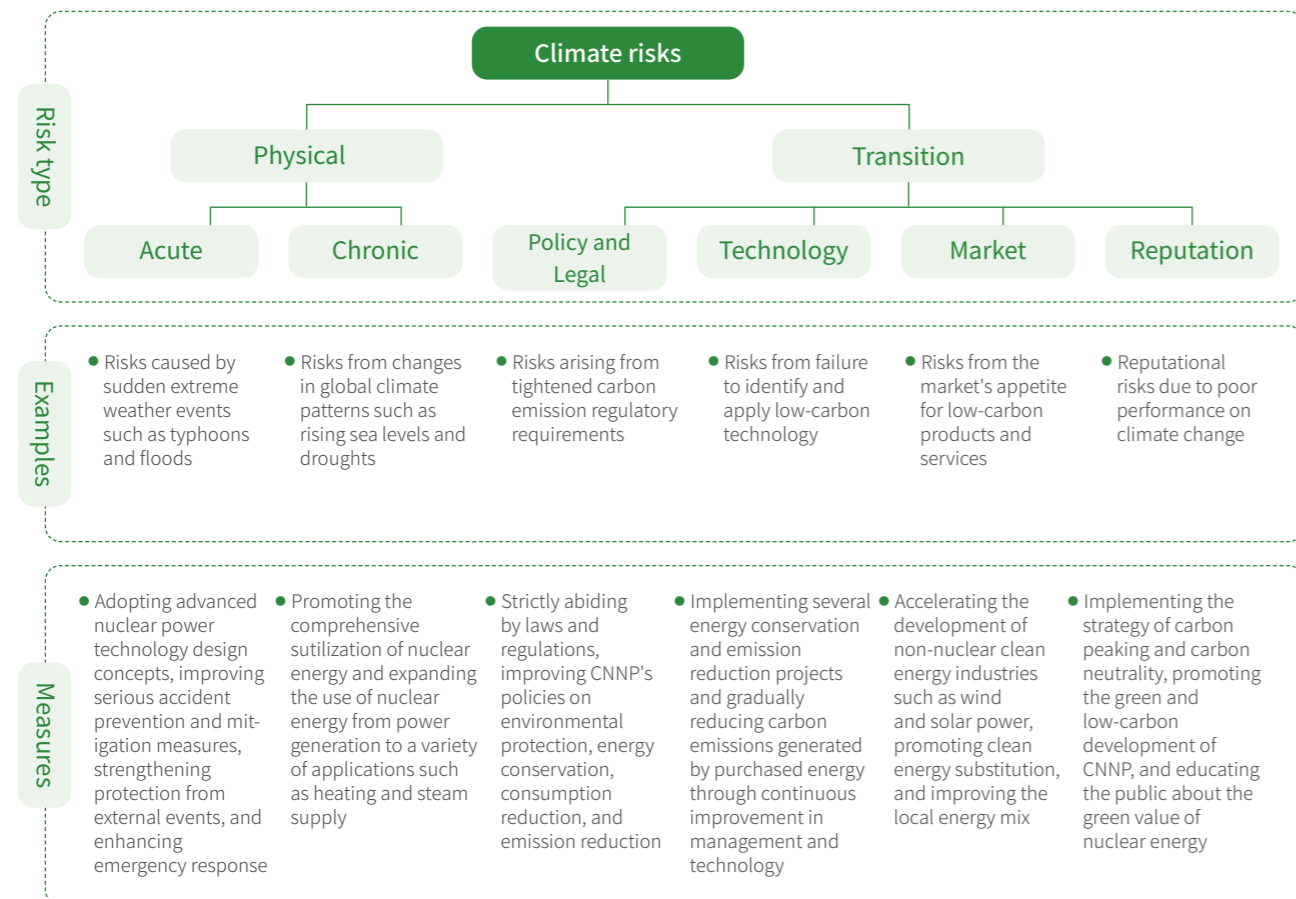 Climate risks
Risk type
Physical
Transition
Acute
Chronic
Policy and
Legal
Technology
Market
Reputation
Examples
Risks caused by
sudden extreme
weather events
such as typhoons
and floods
Risks from changes
in global climate
patterns such as
rising sea levels and
droughts
Risks arising from
tightened carbon
emission regulatory
requirements
Risks from failure
to identify and
apply low-carbon
technology
Risks from the
market's appetite
for low-carbon
products and
services
Reputational
risks due to poor
performance on
climate change
Measures
Adopting advanced
nuclear power
technology design
concepts, improving
serious accident
prevention and mit-
igation measures,
strengthening
protection from
external events, and
enhancing
emergency response
Promoting the
comprehensive
sutilization of nuclear
energy and expanding
the use of nuclear
energy from power
generation to a variety
of applications such
as heating and steam
supply
Strictly abiding
by laws and
regulations,
improving CNNP's
policies on
environmental
protection, energy
conservation,
consumption
reduction, and
emission reduction
Implementing several
energy conservation
and emission
reduction projects
and gradually
reducing carbon
emissions generated
by purchased energy
through continuous
improvement in
management and
technology
Accelerating the
development of
non-nuclear clean
energy industries
such as wind
and solar power,
promoting clean
energy substitution,
and improving the
local energy mix
Implementing the
strategy of carbon
peaking and carbon
neutrality, promoting
the green and
low-carbon
development of
CNNP, and educating
the public about the
green value of
nuclear energy